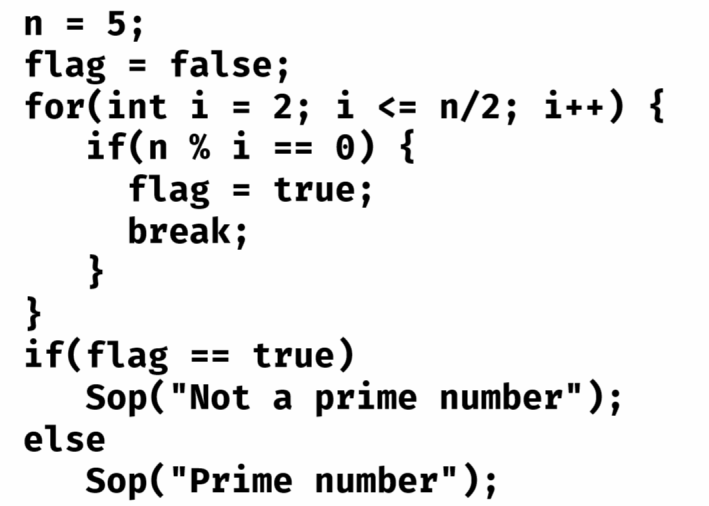 n = 5;
flag = false;
for(int i = 2; i <= n/2; i++) {
   if(n % i == 0) {
     flag = true;
     break;
   }
}
if(flag == true)
   Sop("Not a prime number");
else
   Sop("Prime number");